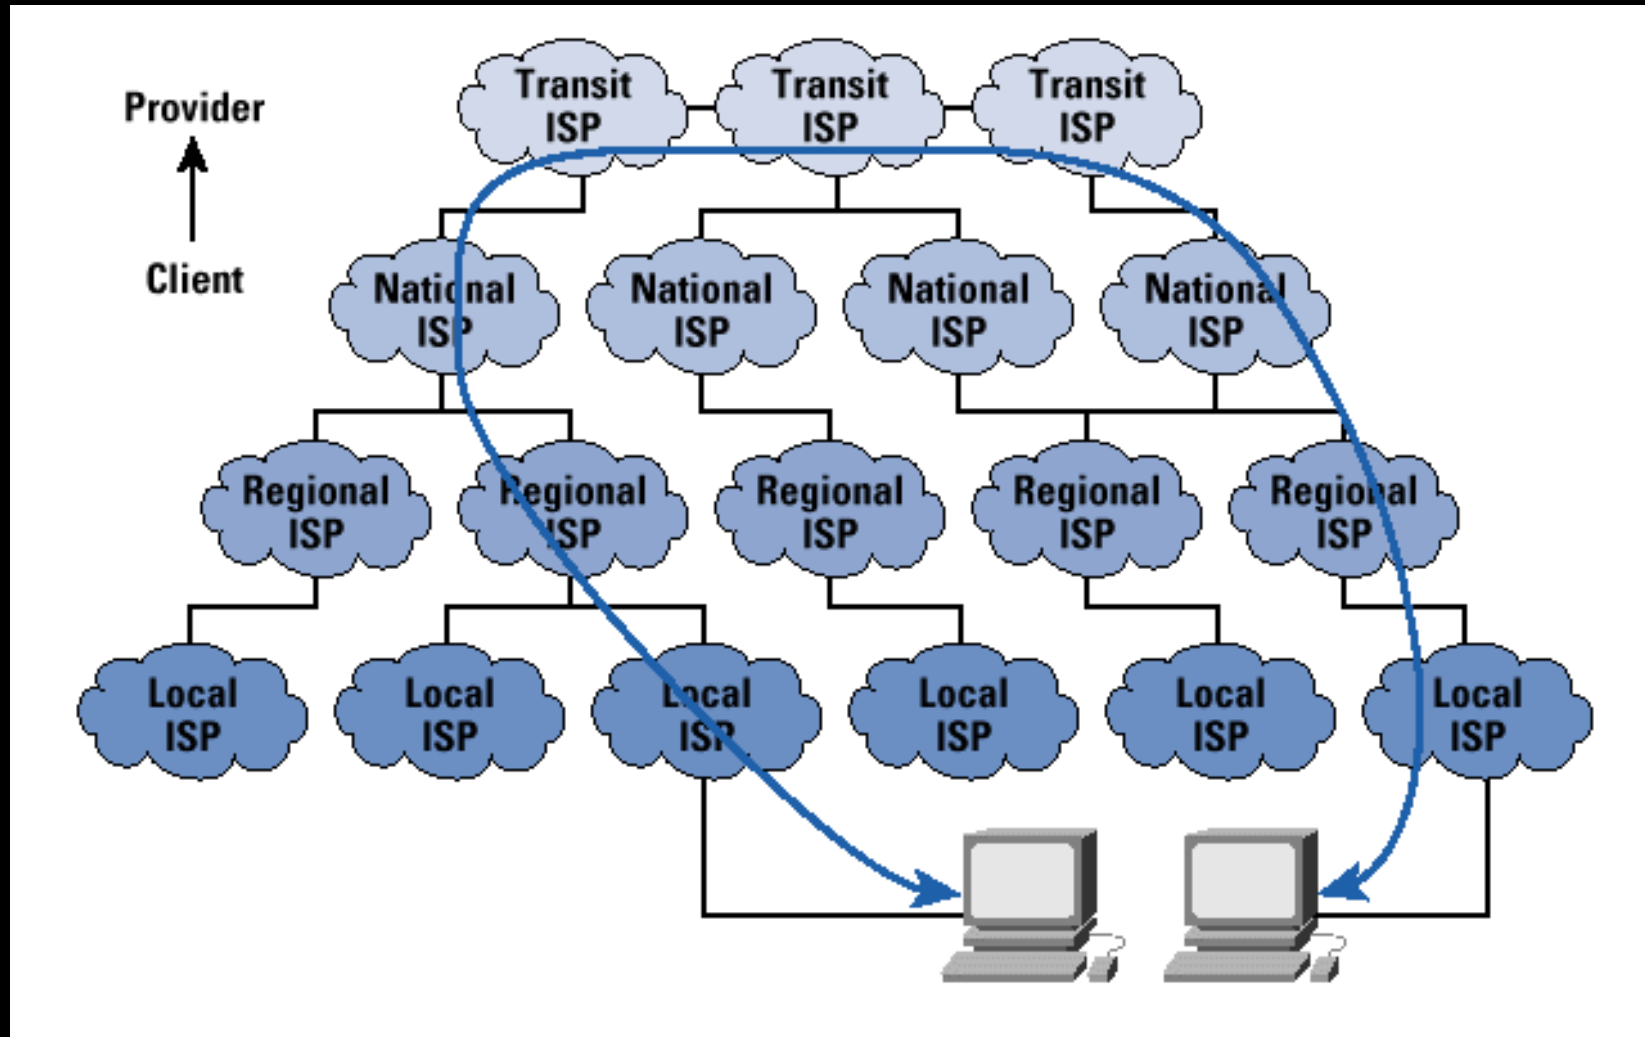 Transit
ISP
Transit
ISP
Transit
ISP
Provider
Client
National
ISP
National
ISP
National
ISP
National
ISP
Regional
ISP
Regional
ISP
Regional
ISP
Regional
ISP
Regional
ISP
Local
ISP
Local
ISP
Local
ISP
Local
ISP
Local
ISP
Local
ISP